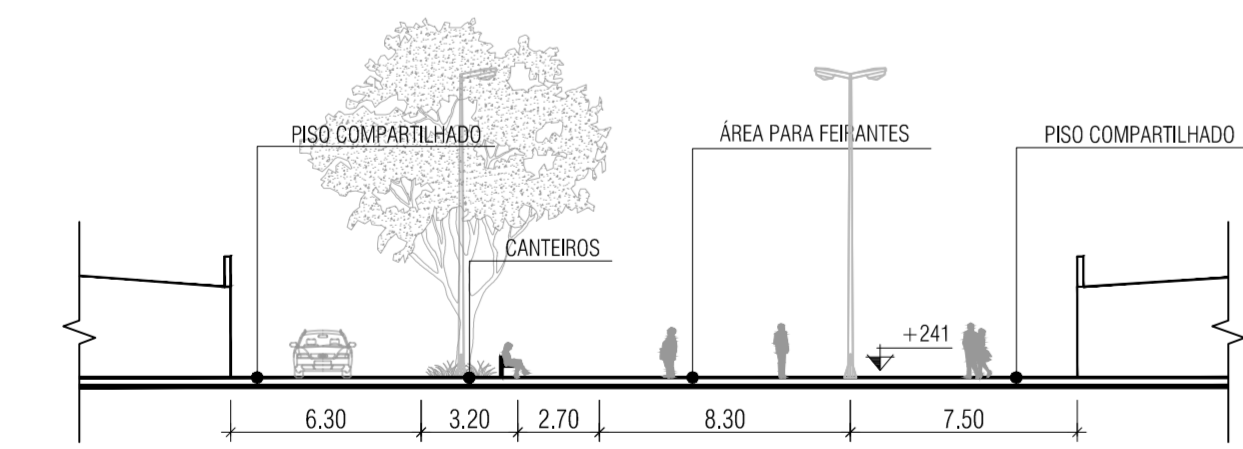 PISO COMPARTILHADO
ÁREA PARA FEIRANTES
PISO COMPARTILHADO
CANTEIROS
+241
6.30
3.20
2.70
8.30
7.50